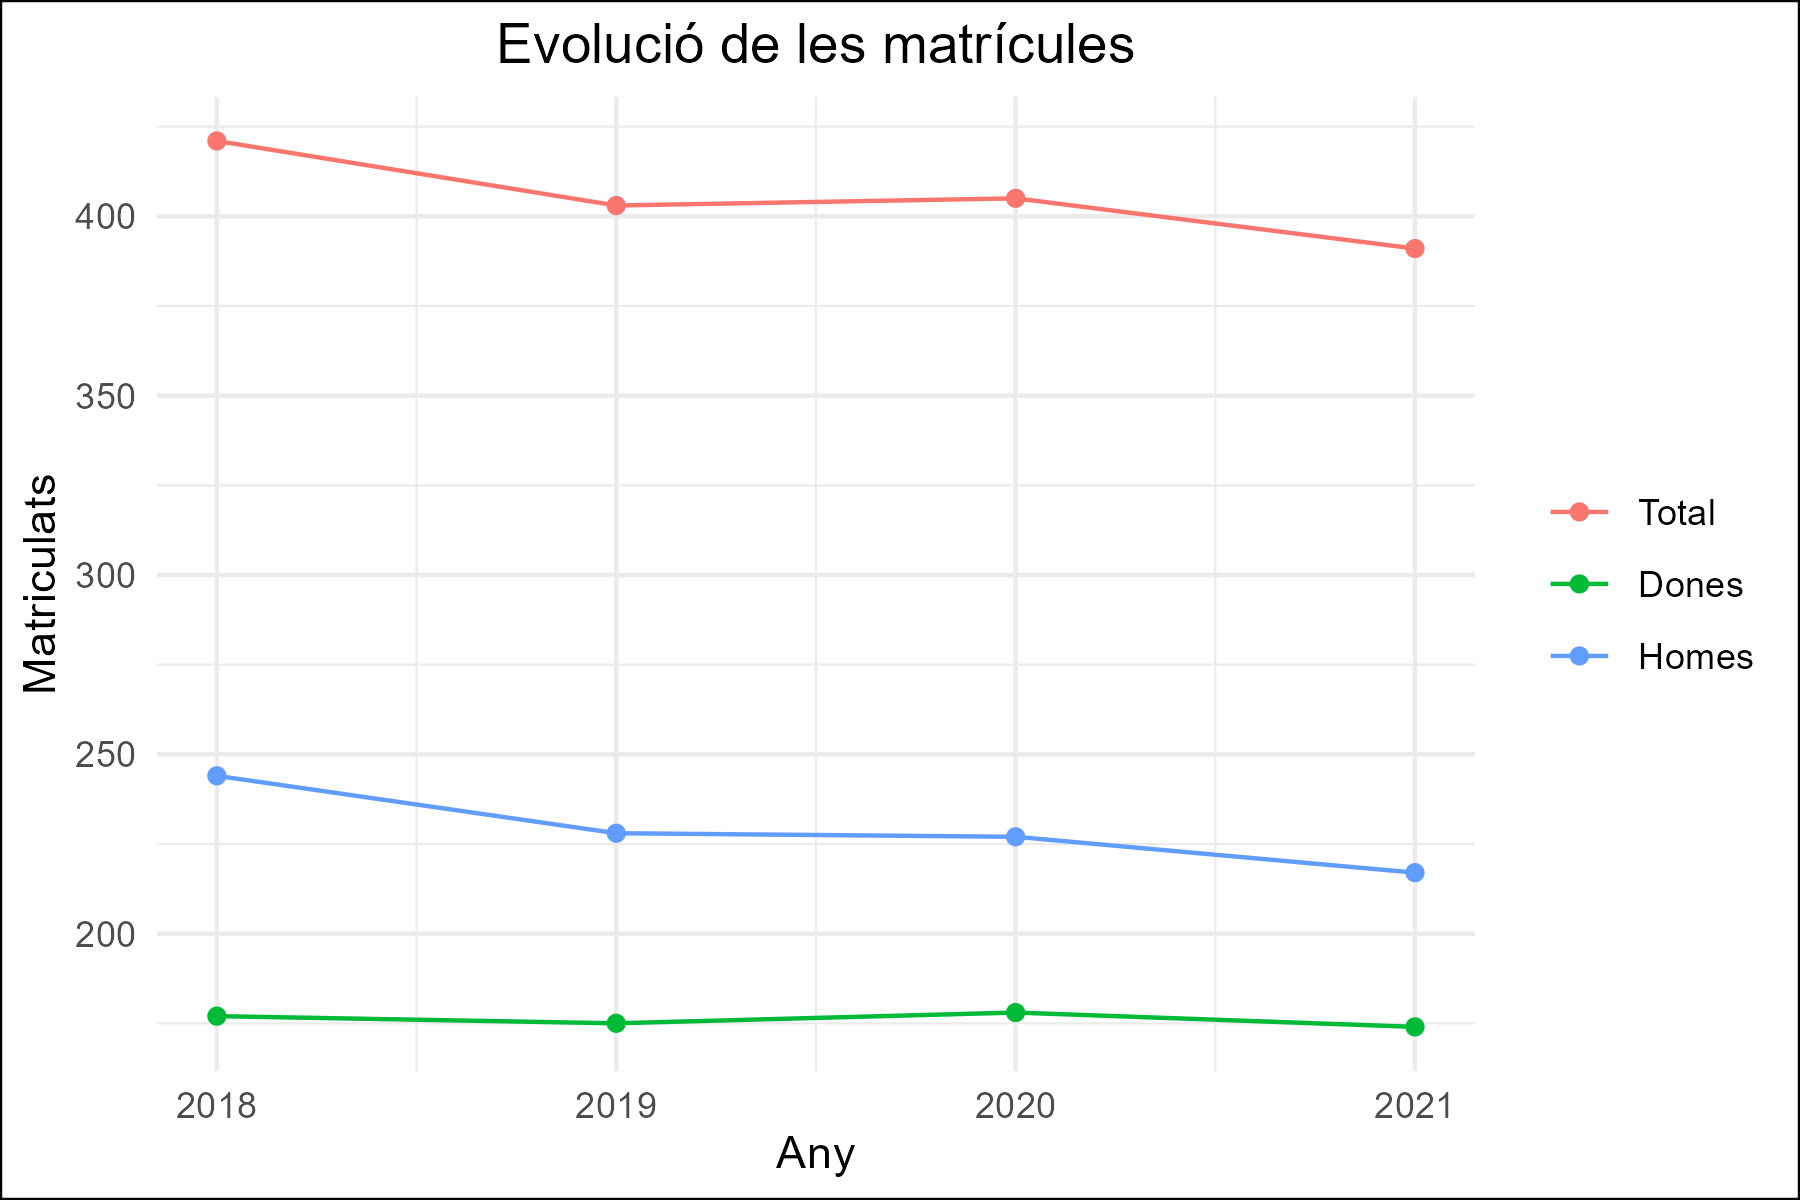 Evolució de les matrícules
Matriculats
400
350
300
250
200
2018
2019
2020
2021
Any
Total
Dones
Homes